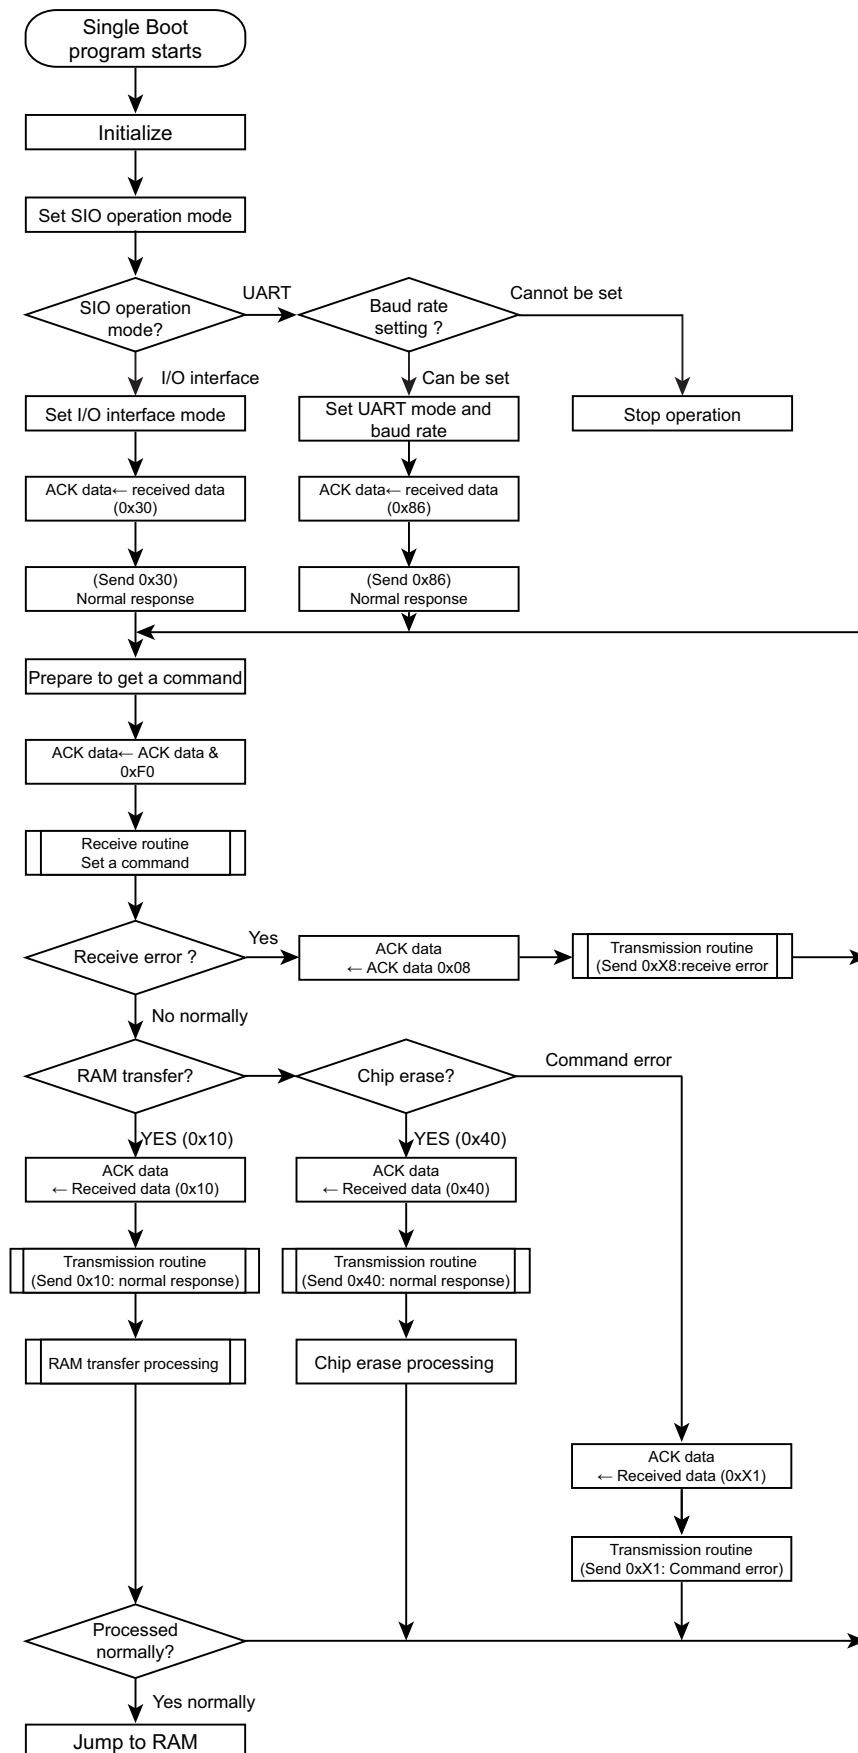 Single Boot
program starts
Initialize
Set SIO operation mode
SIO operation
mode?
UART
Baud rate
setting ?
Cannot be set
I/O interface
Can be set
Set I/O interface mode
Set UART mode and
baud rate
Stop operation
ACK data← received data
(0x30)
ACK data← received data
(0x86)
(Send 0x30)
Normal response
(Send 0x86)
Normal response
Prepare to get a command
ACK data← ACK data &
0xF0
Receive routine
Set a command
Receive error ?
Yes
ACK data
← ACK data 0x08
Transmission routine
(Send 0xX8:receive error
No normally
RAM transfer?
Chip erase?
Command error
YES (0x10)
YES (0x40)
ACK data
← Received data (0x10)
ACK data
← Received data (0x40)
Transmission routine
(Send 0x10: normal response)
Transmission routine
(Send 0x40: normal response)
RAM transfer processing
Chip erase processing
ACK data
← Received data (0xX1)
Transmission routine
(Send 0xX1: Command error)
Processed
normally?
Yes normally
Jump to RAM